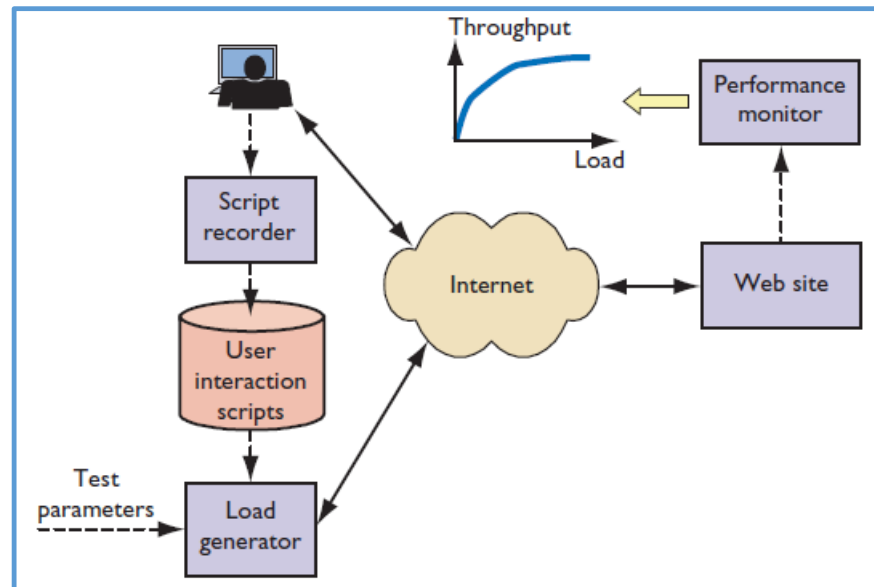 Throughput
Load
Performance
monitor
Script
recorder
Internet
Web site
User
interaction
scripts
Test
parameters
Load
generator